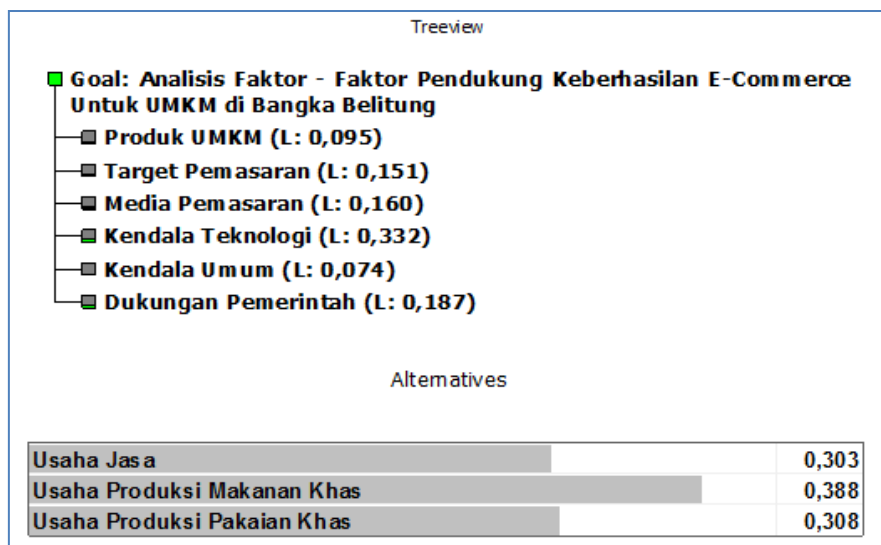 Treeview
Goal: Analisis Faktor - Faktor Pendukung Keberhasilan E-Commerce
Untuk UMKM di Bangka Belitung
Produk UMKM (L: 0,095)
Target Pemasaran (L: 0,151)
Media Pemasaran (L: 0,160)
Kendala Teknologi (L: 0,332)
Kendala Umum (L: 0,074)
Dukungan Pemerintah (L: 0,187)
Alternatives
Usaha Jasa 0,303
Usaha Produksi Makanan Khas 0,388
Usaha Produksi Pakaian Khas 0,308